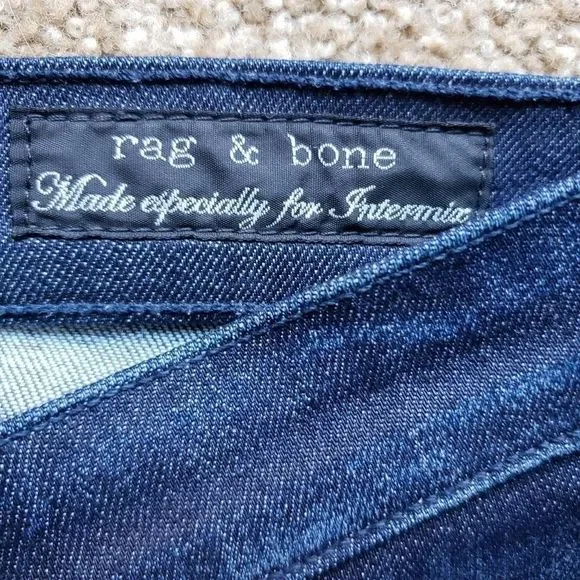 rag & bone
Made especially for Intermix